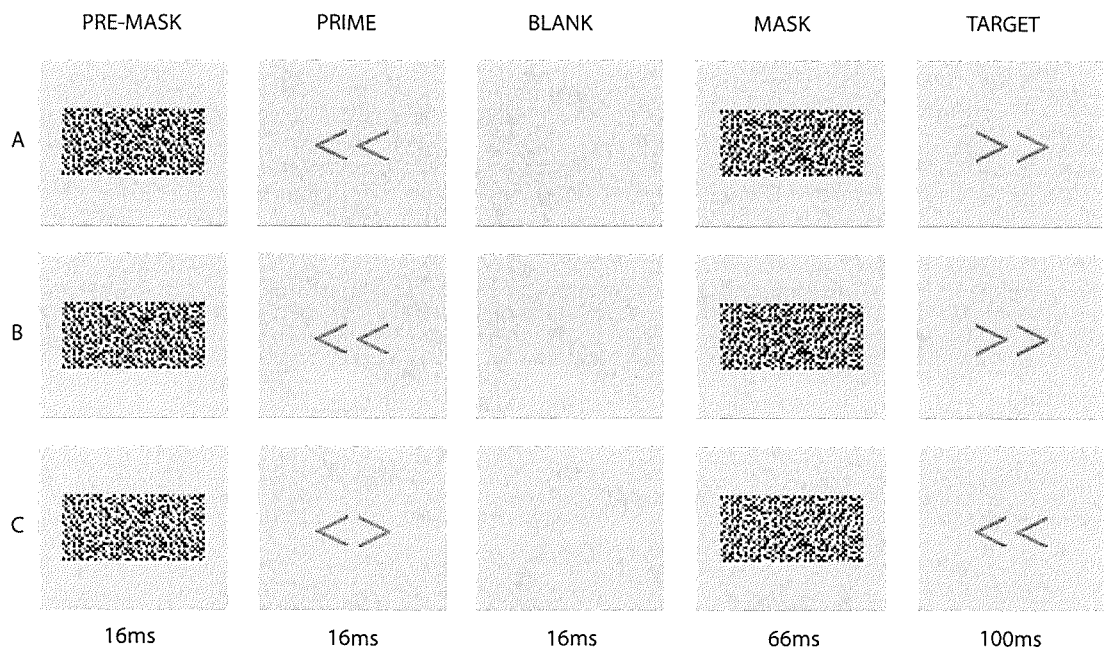 PRE-MASK PRIME BLANK MASK TARGET
A << >>
B << >>
C <> <<
16ms 16ms 16ms 66ms 100ms